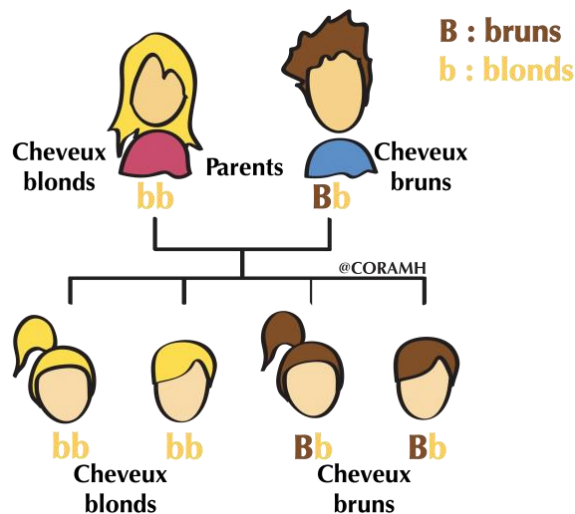 B : bruns
b : blonds
Cheveux
blonds
Parents
Cheveux
bruns
bb
Bb
@CORAMH
bb
bb
Bb
Bb
Cheveux
blonds
Cheveux
bruns